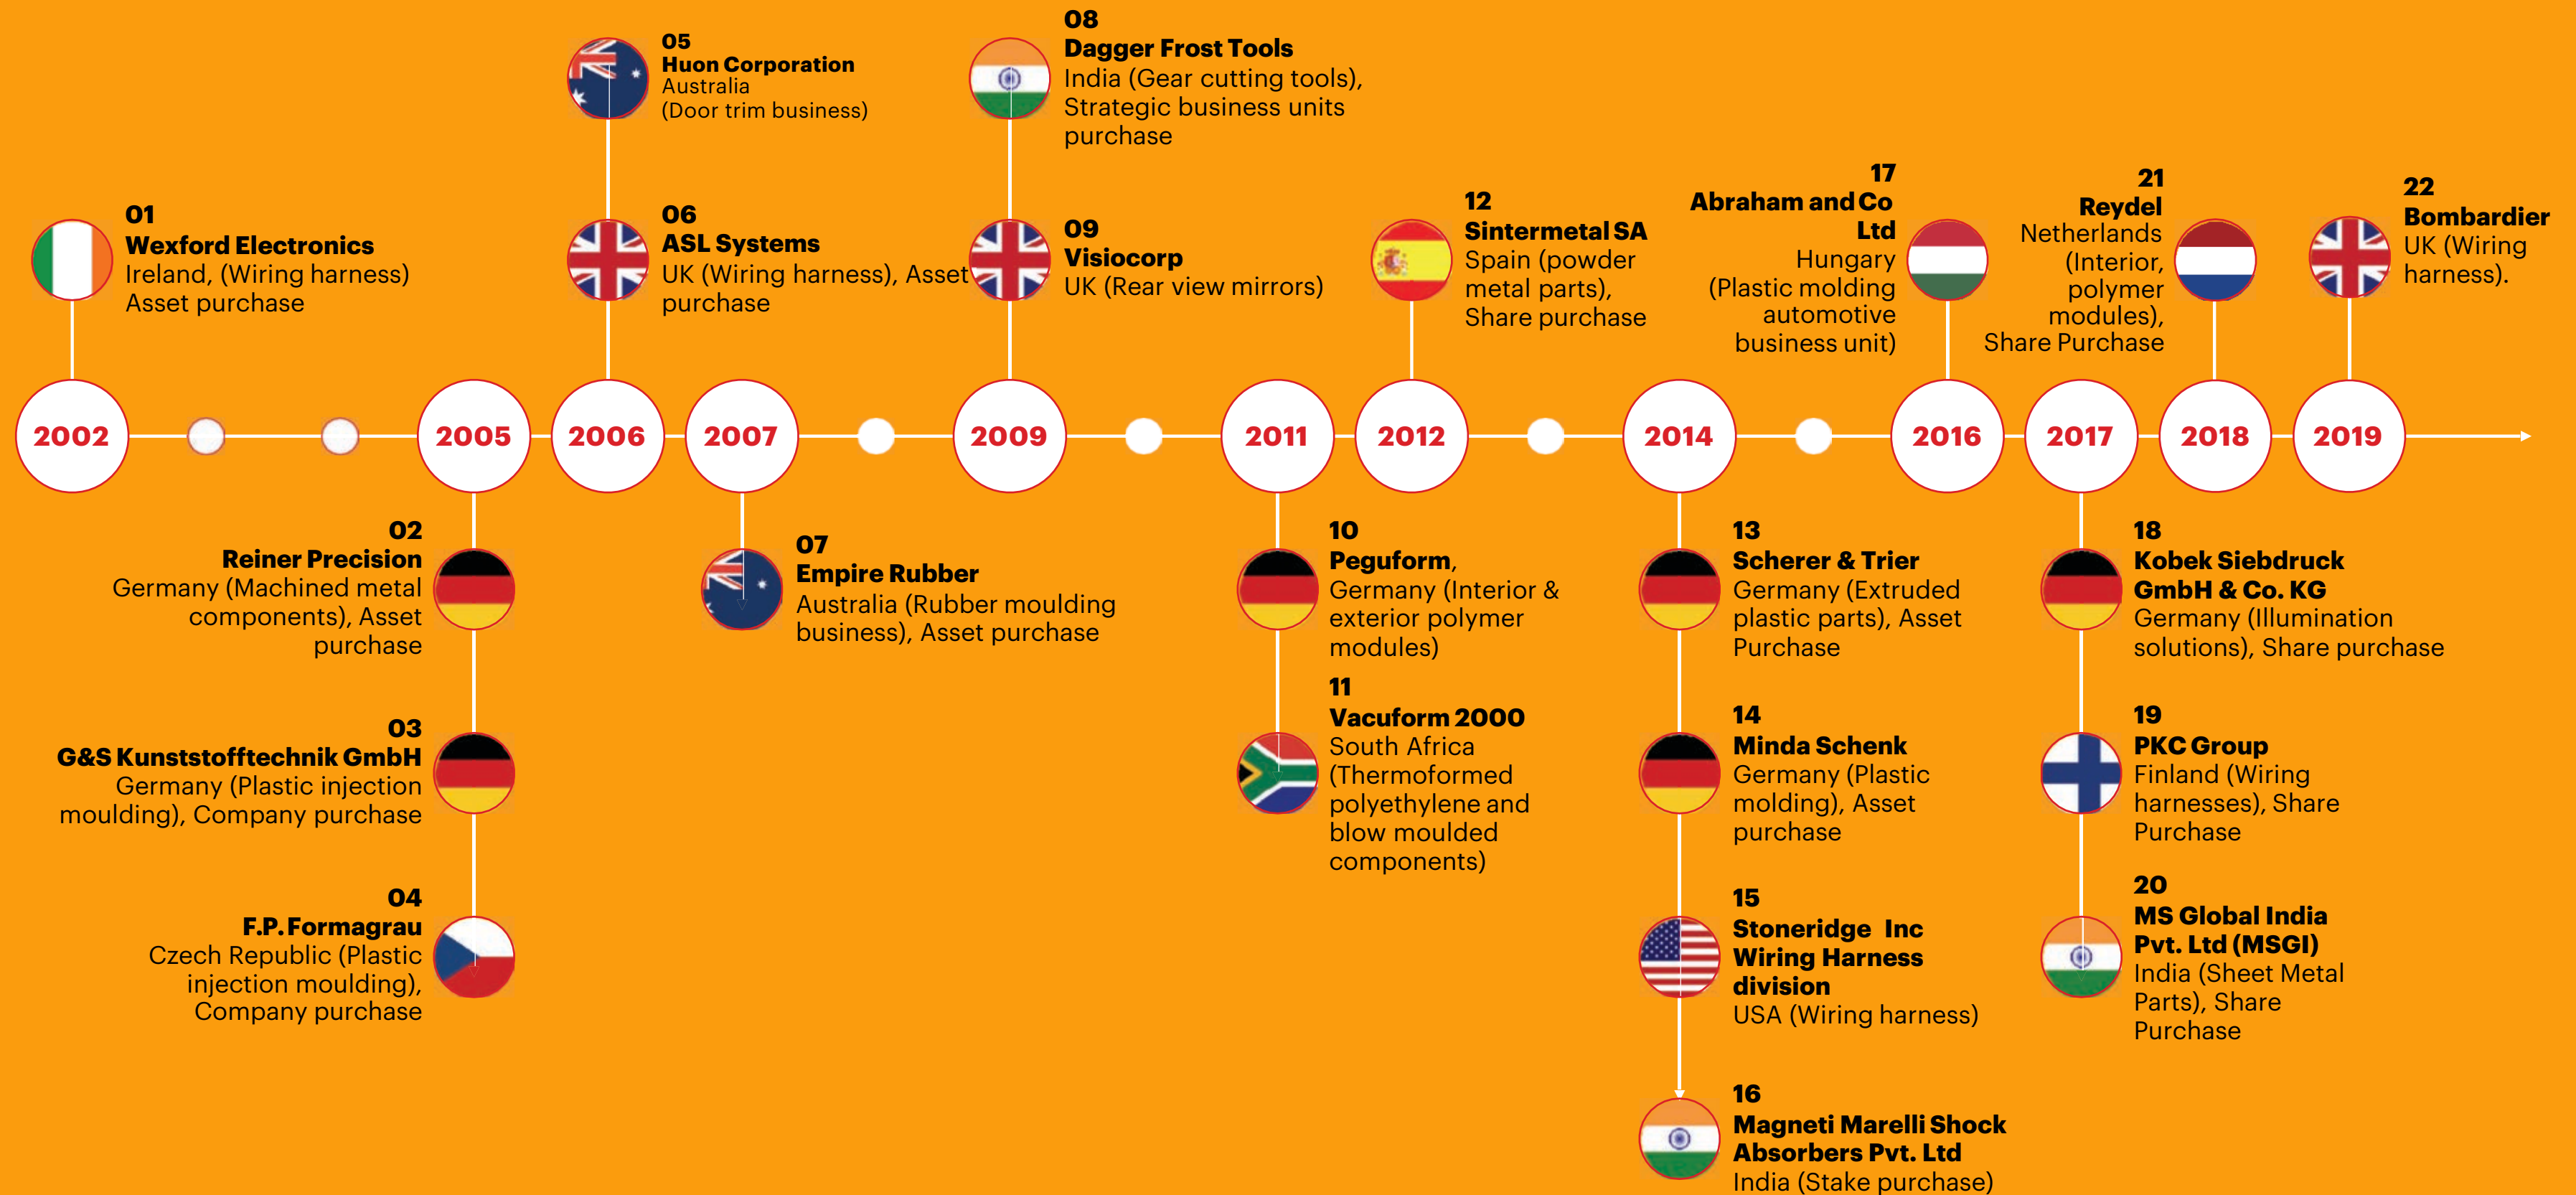 01
Wexford Electronics
Ireland, (Wiring harness)
Asset purchase
05
Huon Corporation
Australia
(Door trim business)
06
ASL Systems
UK (Wiring harness), Asset
purchase
08
Dagger Frost Tools
India (Gear cutting tools),
Strategic business units
purchase
09
Visiocorp
UK (Rear view mirrors)
12
Sintermetal SA
Spain (powder
metal parts),
Share purchase
17
Abraham and Co
Ltd
Hungary
(Plastic molding
automotive
business unit)
21
Reydel
Netherlands
(Interior,
polymer
modules),
Share Purchase
22
Bombardier
UK (Wiring
harness).
2002
2005
2006
2007
2009
2011
2012
2014
2016
2017
2018
2019
02
Reiner Precision
Germany (Machined metal
components), Asset
purchase
03
G&S Kunststofftechnik GmbH
Germany (Plastic injection
moulding), Company purchase
04
F.P. Formagrau
Czech Republic (Plastic
injection moulding),
Company purchase
07
Empire Rubber
Australia (Rubber moulding
business), Asset purchase
10
Peguform,
Germany (Interior &
exterior polymer
modules)
11
Vacuform 2000
South Africa
(Thermoformed
polyethylene and
blow moulded
components)
13
Scherer & Trier
Germany (Extruded
plastic parts), Asset
Purchase
14
Minda Schenk
Germany (Plastic
molding), Asset
purchase
15
Stoneridge Inc
Wiring Harness
division
USA (Wiring harness)
16
Magneti Marelli Shock
Absorbers Pvt. Ltd
India (Stake purchase)
18
Kobek Siebdruck
GmbH & Co. KG
Germany (Illumination
solutions), Share purchase
19
PKC Group
Finland (Wiring
harnesses), Share
Purchase
20
MS Global India
Pvt. Ltd (MSGI)
India (Sheet Metal
Parts), Share
Purchase